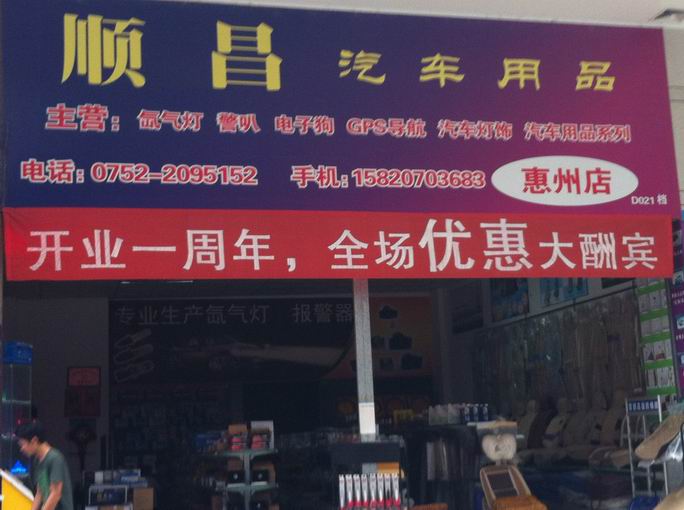 顺昌 汽车用品
主营：氙气灯 警叭 电子狗 GPS导航 汽车灯饰 汽车用品系列
电话：0752-2095152 手机：15820703683 惠州店
D021档
开业一周年，全场优惠大酬宾
专业生产氙气灯 报警器